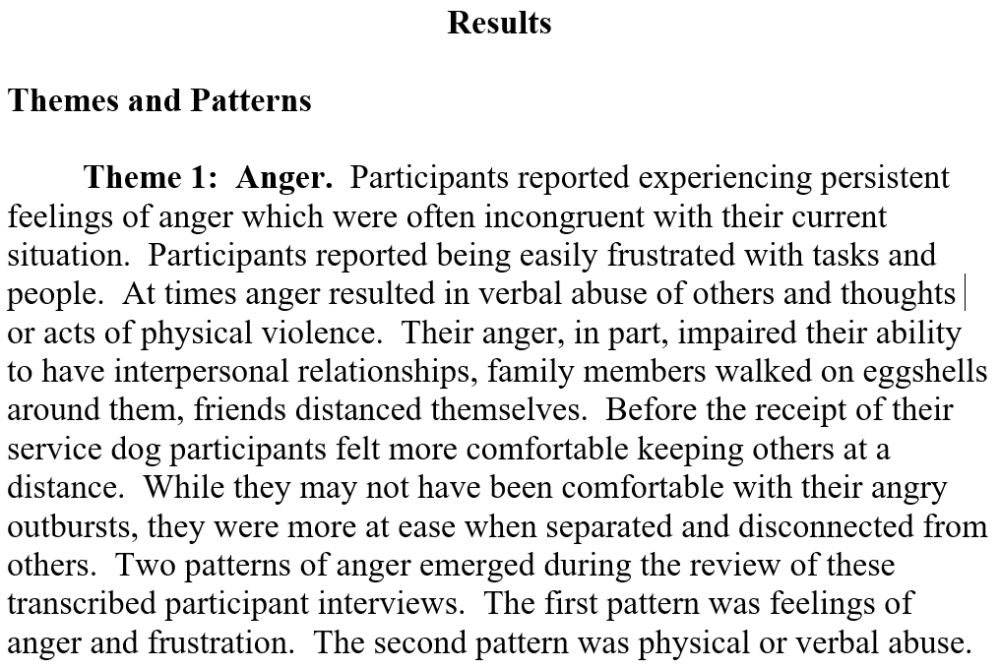 Results
Themes and Patterns
Theme 1:  Anger.  Participants reported experiencing persistent
feelings of anger which were often incongruent with their current
situation.  Participants reported being easily frustrated with tasks and
people.  At times anger resulted in verbal abuse of others and thoughts
or acts of physical violence.  Their anger, in part, impaired their ability
to have interpersonal relationships, family members walked on eggshells
around them, friends distanced themselves.  Before the receipt of their
service dog participants felt more comfortable keeping others at a
distance.  While they may not have been comfortable with their angry
outbursts, they were more at ease when separated and disconnected from
others.  Two patterns of anger emerged during the review of these
transcribed participant interviews.  The first pattern was feelings of
anger and frustration.  The second pattern was physical or verbal abuse.